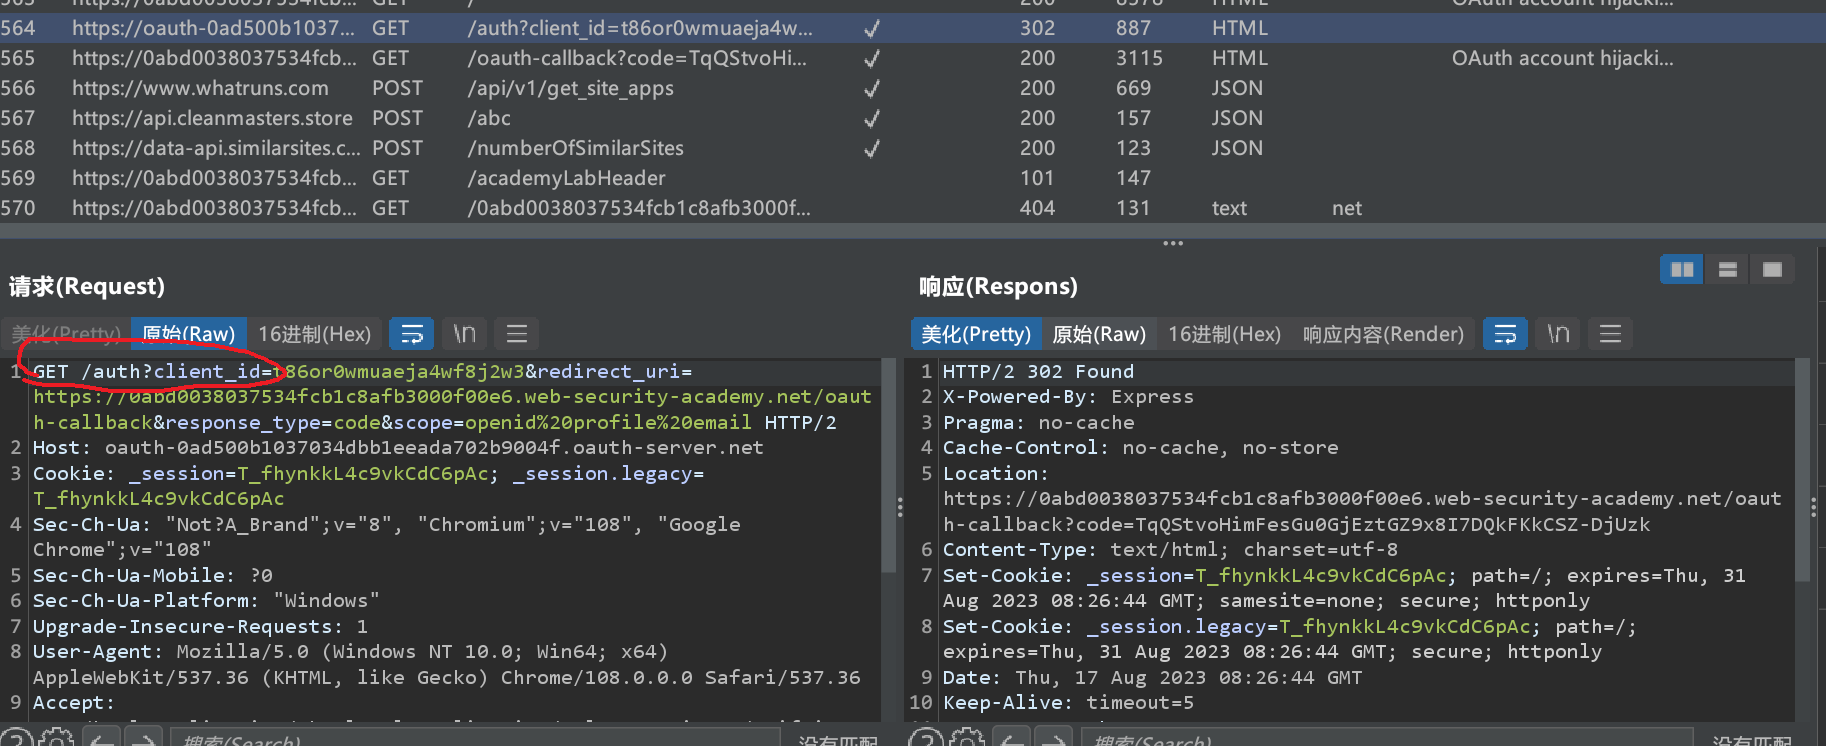 564 https://oauth-0ad500b1037... GET /auth?client_id=t86or0wmuaeja4w... ✓ 302 887 HTML
565 https://0abd0038037534fcb... GET /oauth-callback?code=TqQStvoHi... ✓ 200 3115 HTML OAuth account hijacki...
566 https://www.whatruns.com POST /api/v1/get_site_apps ✓ 200 669 JSON
567 https://api.cleanmasters.store POST /abc ✓ 200 157 JSON
568 https://data-api.similarsites.c... POST /numberOfSimilarSites ✓ 200 123 JSON
569 https://0abd0038037534fcb... GET /academyLabHeader 101 147
570 https://0abd0038037534fcb... GET /0abd0038037534fcb1c8afb3000f... 404 131 text net
请求(Request)
美化(Pretty) 原始(Raw) 16进制(Hex) \n
1 GET /auth?client_id=t86or0wmuaeja4wf8j2w3&redirect_uri=
https://0abd0038037534fcb1c8afb3000f00e6.web-security-academy.net/oaut
h-callback&response_type=code&scope=openid%20profile%20email HTTP/2
2 Host: oauth-0ad500b1037034dbb1eeada702b9004f.oauth-server.net
3 Cookie: _session=T_fhynkkL4c9vkCdC6pAc; _session.legacy=
T_fhynkkL4c9vkCdC6pAc
4 Sec-Ch-Ua: "Not?A_Brand";v="8", "Chromium";v="108", "Google
Chrome";v="108"
5 Sec-Ch-Ua-Mobile: ?0
6 Sec-Ch-Ua-Platform: "Windows"
7 Upgrade-Insecure-Requests: 1
8 User-Agent: Mozilla/5.0 (Windows NT 10.0; Win64; x64)
AppleWebKit/537.36 (KHTML, like Gecko) Chrome/108.0.0.0 Safari/537.36
9 Accept:
搜索(Search)
没有匹配
响应(Respons)
美化(Pretty) 原始(Raw) 16进制(Hex) 响应内容(Render) \n
1 HTTP/2 302 Found
2 X-Powered-By: Express
3 Pragma: no-cache
4 Cache-Control: no-cache, no-store
5 Location:
https://0abd0038037534fcb1c8afb3000f00e6.web-security-academy.net/oaut
h-callback?code=TqQStvoHimFesGu0GjEztGZ9x8I7DQkFKkCSZ-DjUzk
6 Content-Type: text/html; charset=utf-8
7 Set-Cookie: _session=T_fhynkkL4c9vkCdC6pAc; path=/; expires=Thu, 31
Aug 2023 08:26:44 GMT; samesite=none; secure; httponly
8 Set-Cookie: _session.legacy=T_fhynkkL4c9vkCdC6pAc; path=/;
expires=Thu, 31 Aug 2023 08:26:44 GMT; secure; httponly
9 Date: Thu, 17 Aug 2023 08:26:44 GMT
10 Keep-Alive: timeout=5
搜索(Search)
没有匹配